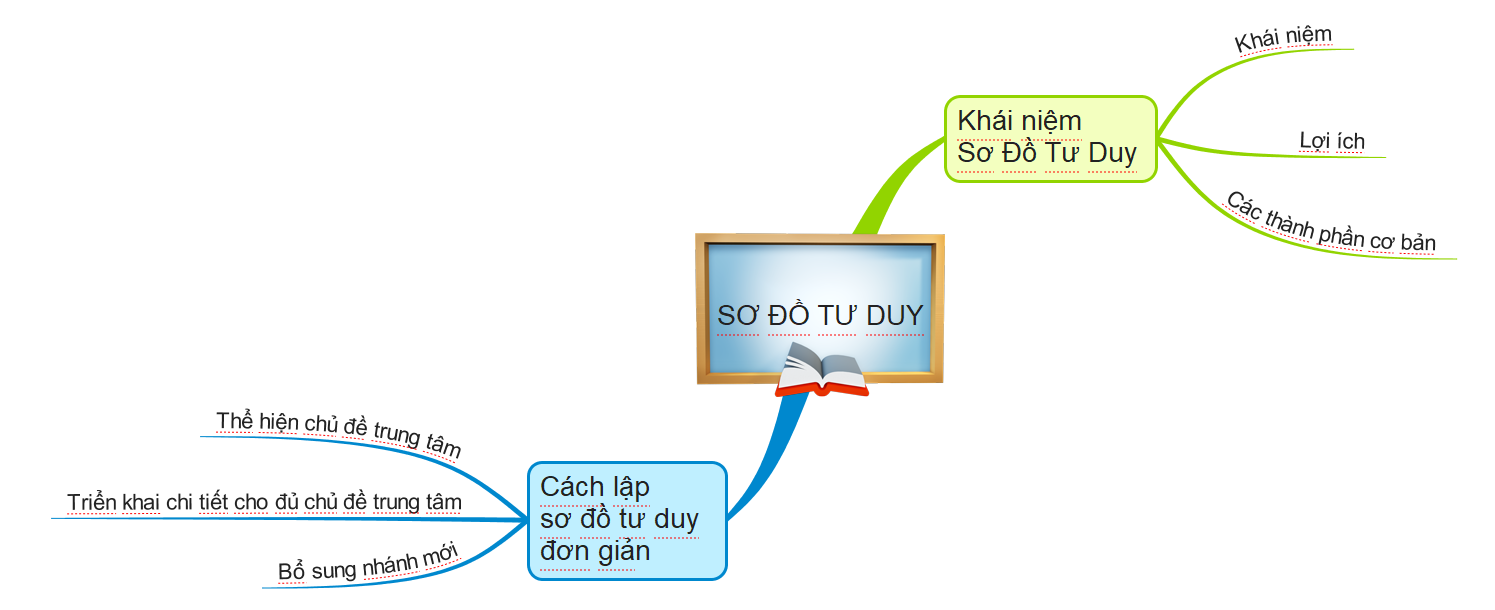 SƠ ĐỒ TƯ DUY
Khái niệm
Sơ Đồ Tư Duy
Khái niệm
Lợi ích
Các thành phần cơ bản
Cách lập
sơ đồ tư duy
đơn giản
Thể hiện chủ đề trung tâm
Triển khai chi tiết cho đủ chủ đề trung tâm
Bổ sung nhánh mới